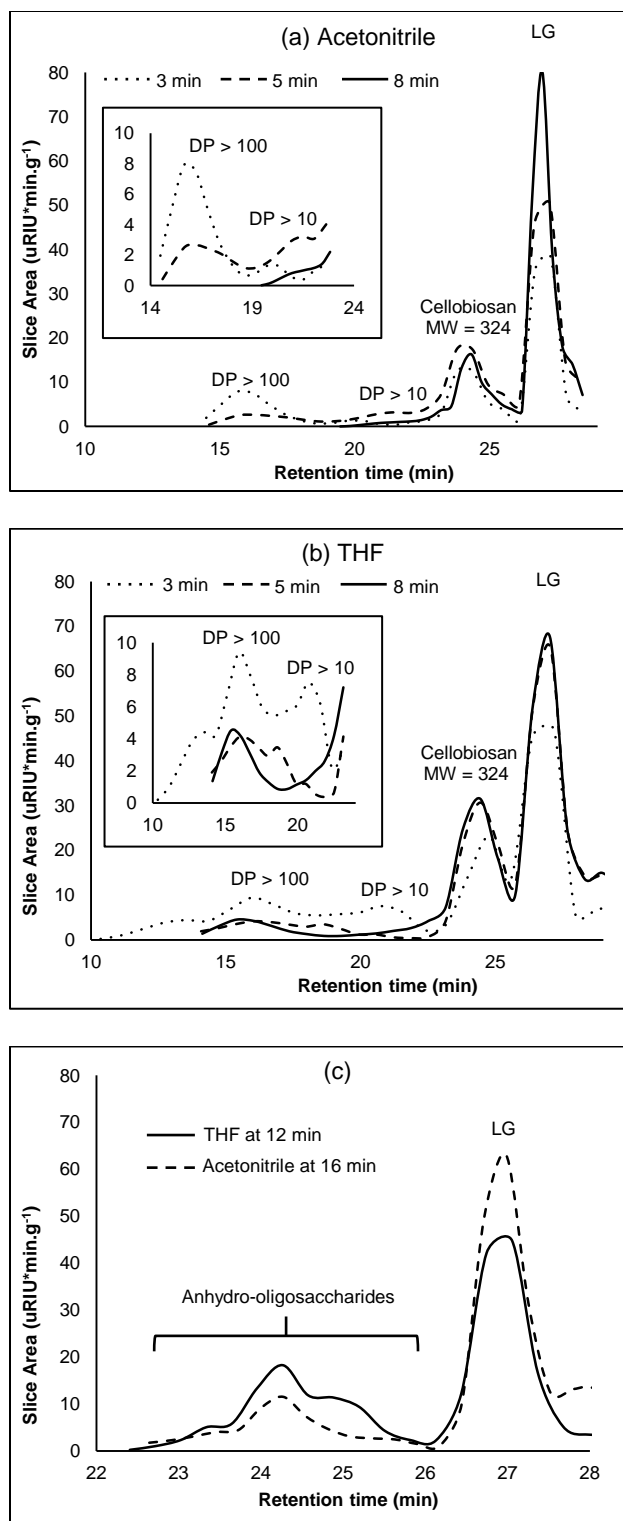 (a) Acetonitrile
LG
3 min 5 min 8 min
80
70
60
50
40
30
20
10
0
Slice Area (uRIU*min.g-1)
10
8
6
4
2
0
DP > 100
DP > 10
14 19 24
Cellobiosan
MW = 324
DP > 100
DP > 10
10 15 20 25
Retention time (min)
(b) THF
LG
3 min 5 min 8 min
80
70
60
50
40
30
20
10
0
Slice Area (uRIU*min.g-1)
10
8
6
4
2
0
DP > 100
DP > 10
10 15 20
Cellobiosan
MW = 324
DP > 100
DP > 10
10 15 20 25
Retention time (min)
(c)
80
70
60
50
40
30
20
10
0
Slice Area (uRIU*min.g-1)
THF at 12 min
Acetonitrile at 16 min
LG
Anhydro-oligosaccharides
22 23 24 25 26 27 28
Retention time (min)